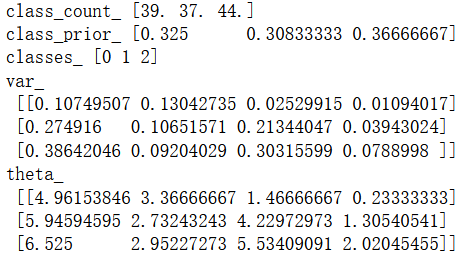 class_count_ [39. 37. 44.]
class_prior_ [0.325      0.30833333 0.36666667]
classes_ [0 1 2]
var_
 [[0.10749507 0.13042735 0.02529915 0.01094017]
 [0.274916   0.10651571 0.21344047 0.03943024]
 [0.38642046 0.09204029 0.30315599 0.0788998 ]]
theta_
 [[4.96153846 3.36666667 1.46666667 0.23333333]
 [5.94594595 2.73243243 4.22972973 1.30540541]
 [6.525      2.95227273 5.53409091 2.02045455]]